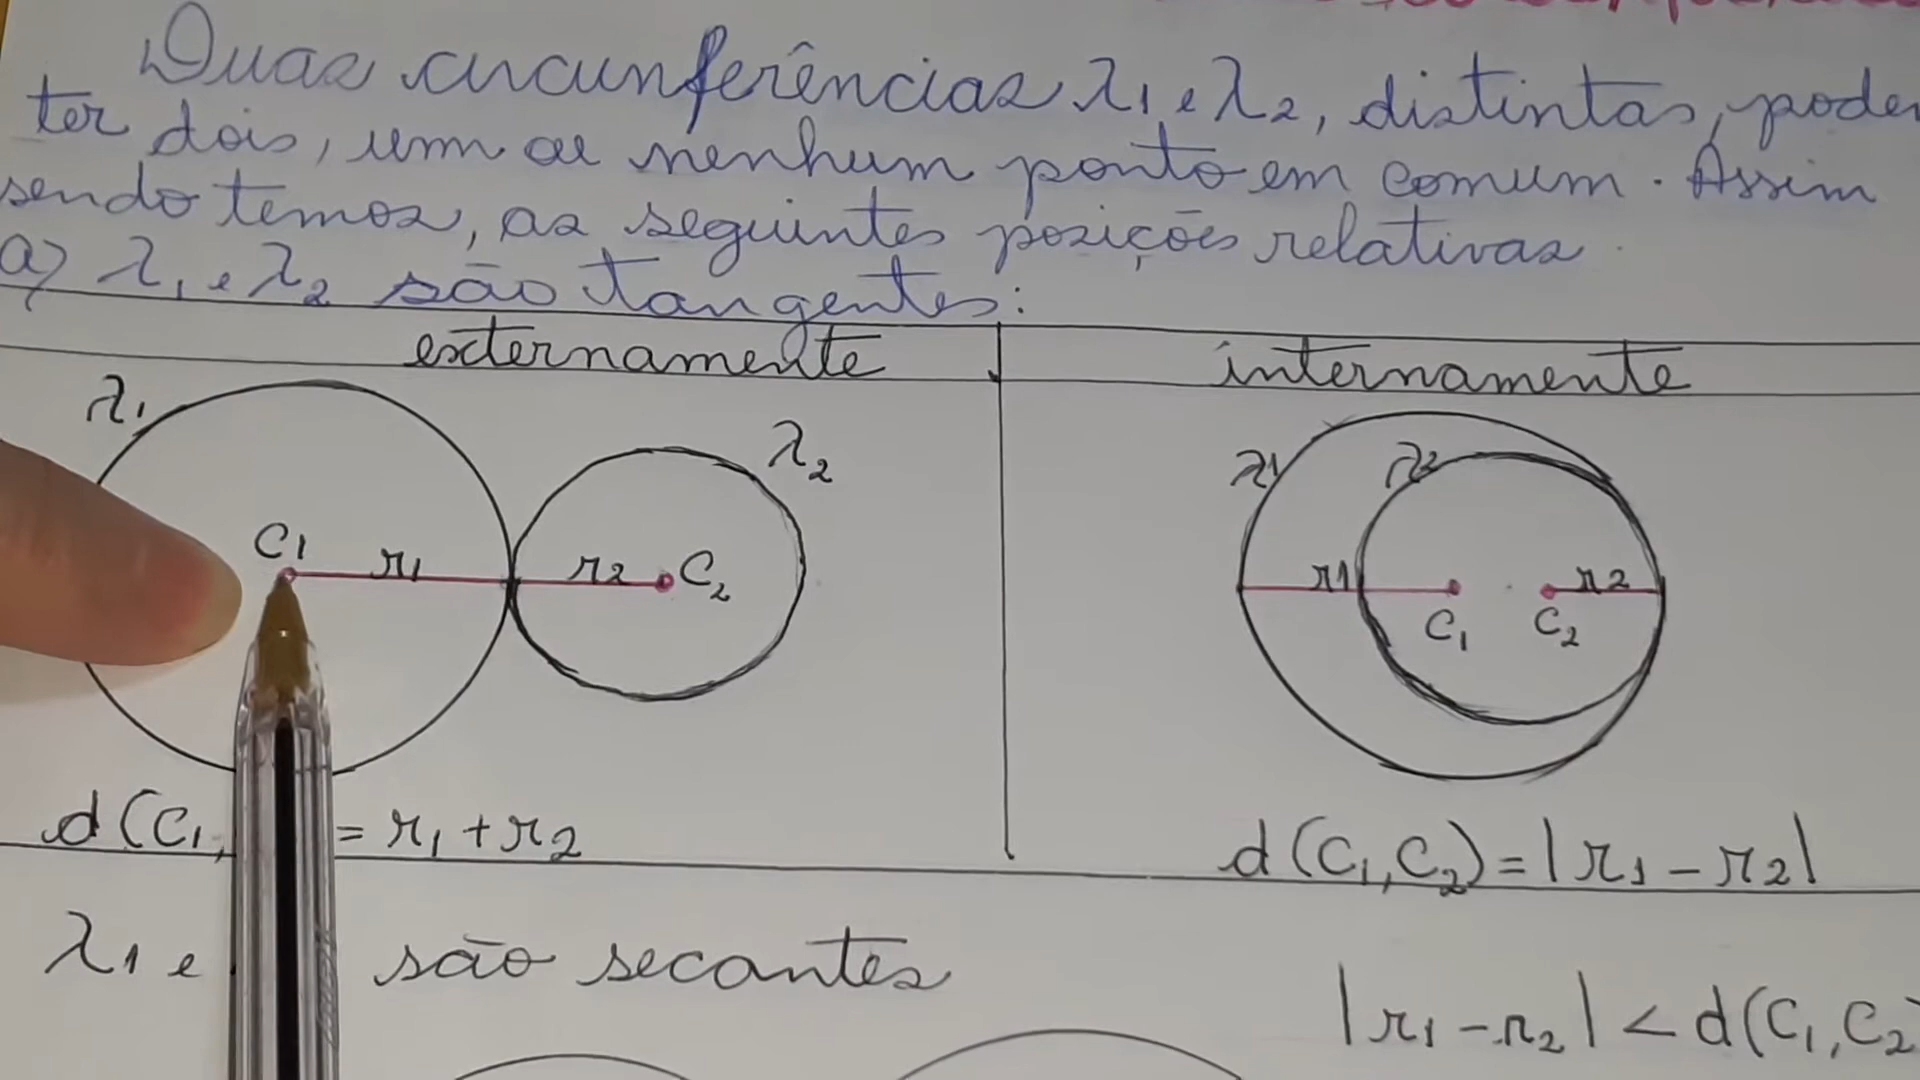 Duas circunferências λ1 e λ2, distintas, podem
ter dois, um ou nenhum ponto em comum. Assim
sendo temos, as seguintes posições relativas.
a) λ1 e λ2 são tangentes:
externamente
internamente
λ1
λ2
C1
r1
r2
C2
d(C1, = r1 + r2
λ1
λ2
r1
C1
C2
r2
d(C1,C2) = |r1 - r2|
λ1 e são secantes
|r1 - r2| < d(C1,C2)